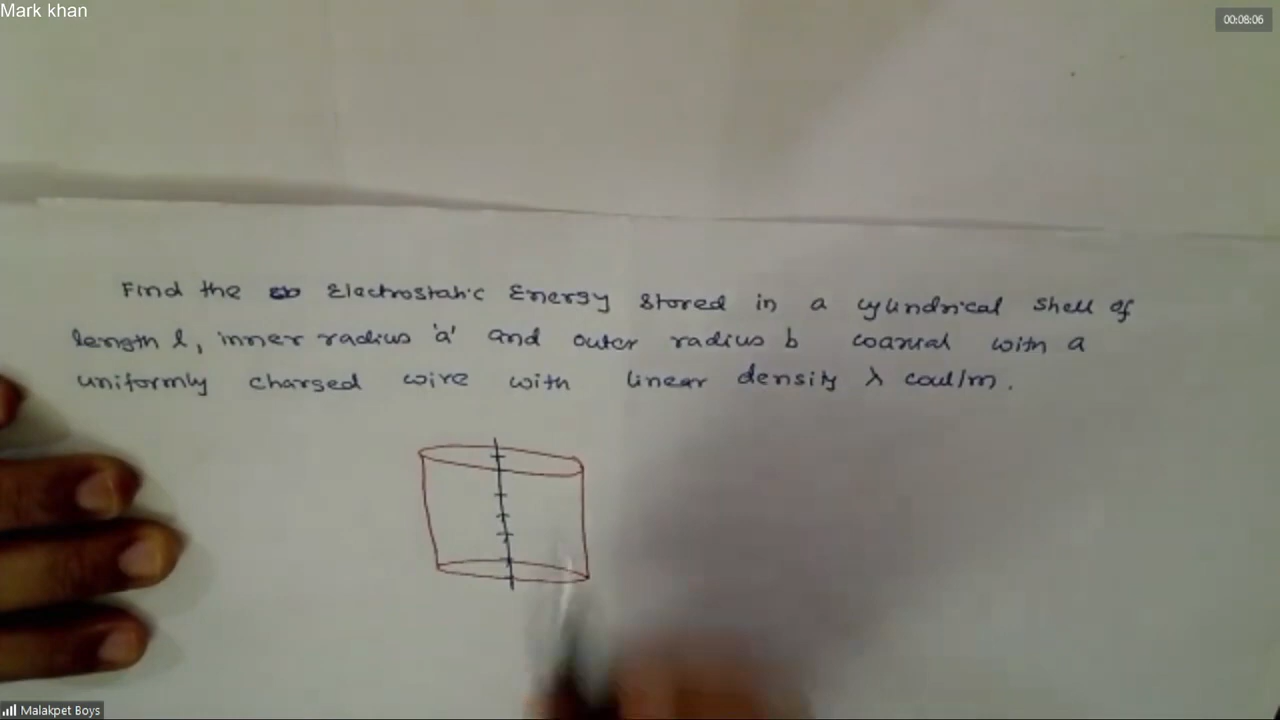 Mark khan
00:08:06
Find the Electrostatic Energy stored in a cylindrical shell of
length l, inner radius 'a' and outer radius b coaxial with a
uniformly charged wire with linear density λ coul/m.
Malakpet Boys